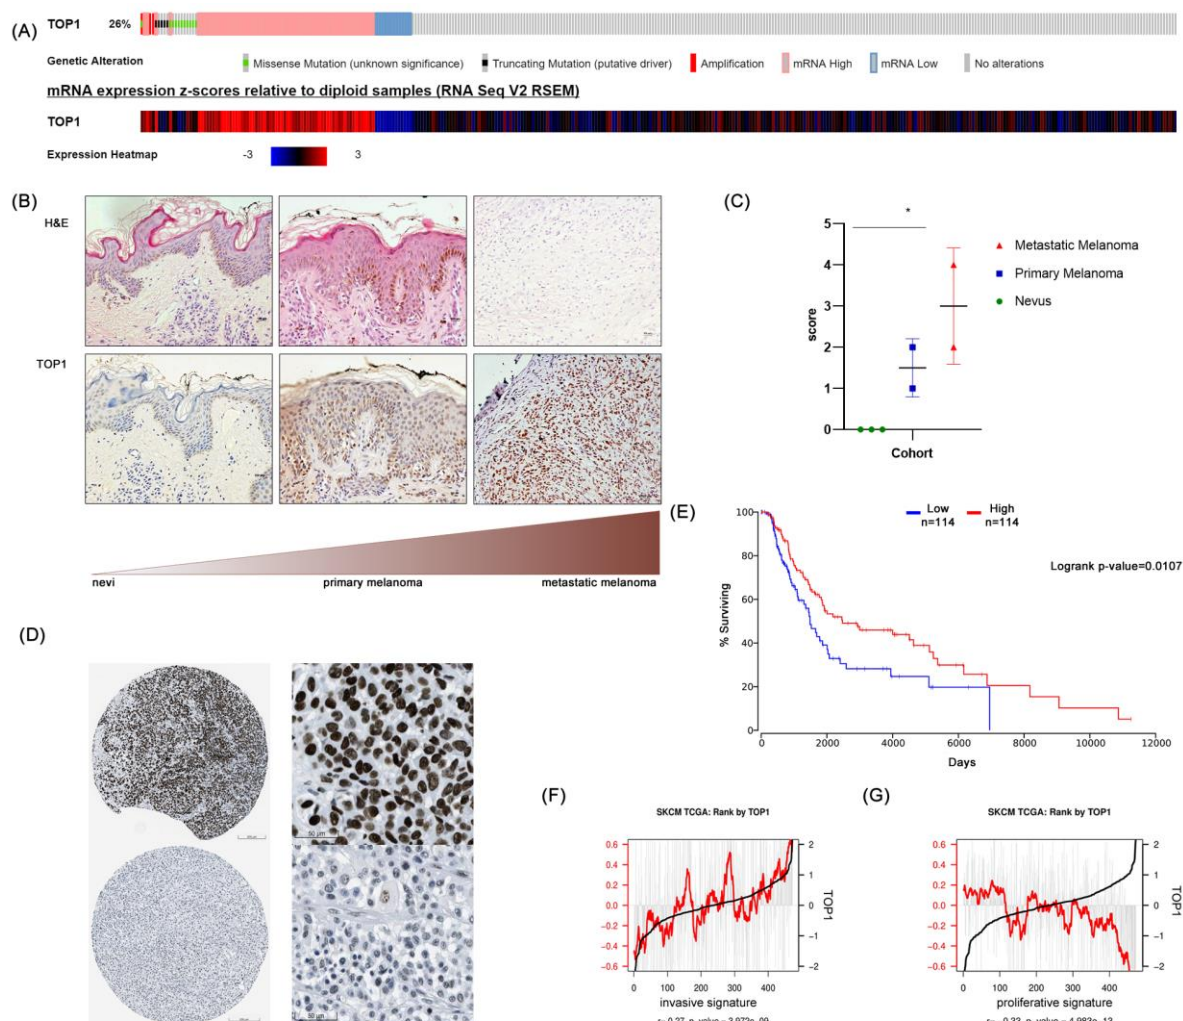 (A)
TOP1 26%
Genetic Alteration Missense Mutation (unknown significance) Truncating Mutation (putative driver) Amplification mRNA High mRNA Low No alterations
mRNA expression z-scores relative to diploid samples (RNA Seq V2 RSEM)
TOP1
Expression Heatmap -3 3
(B)
H&E
TOP1
nevi primary melanoma metastatic melanoma
(C)
*
5
4
3
2
1
0
score
Cohort
Metastatic Melanoma
Primary Melanoma
Nevus
(D)
50 μm
50 μm
(E)
Low
n=114
High
n=114
Logrank p-value=0.0107
100
80
60
40
20
0
% Surviving
0 2000 4000 6000 8000 10000 12000
Days
(F)
SKCM TCGA: Rank by TOP1
0.6
0.4
0.2
0.0
−0.2
−0.4
−0.6
2
1
0
−1
−2
TOP1
0 100 200 300 400
invasive signature
(G)
SKCM TCGA: Rank by TOP1
0.6
0.4
0.2
0.0
−0.2
−0.4
−0.6
2
1
0
−1
−2
TOP1
0 100 200 300 400
proliferative signature